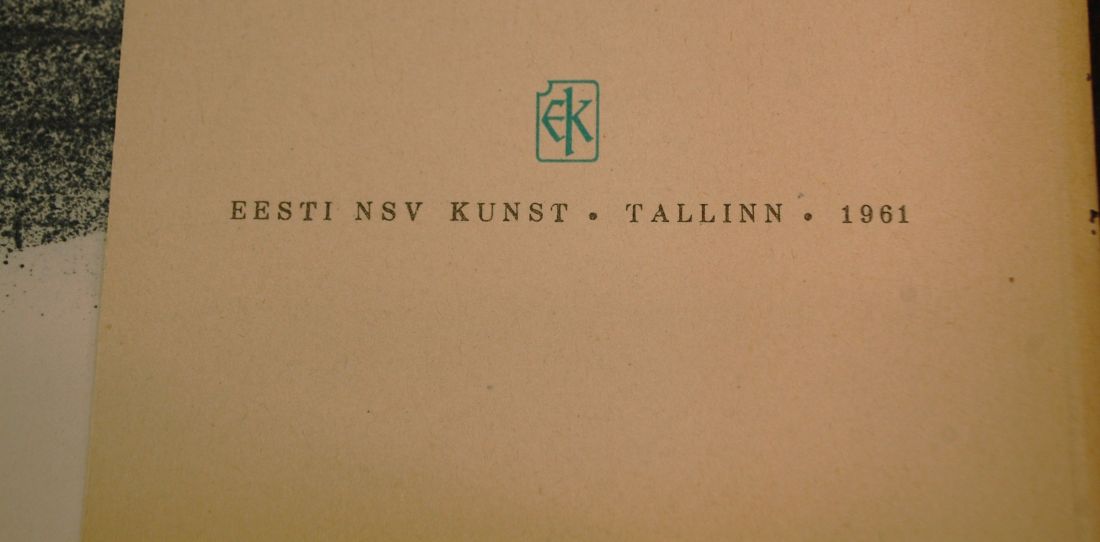 EK
EESTI NSV KUNST • TALLINN • 1961